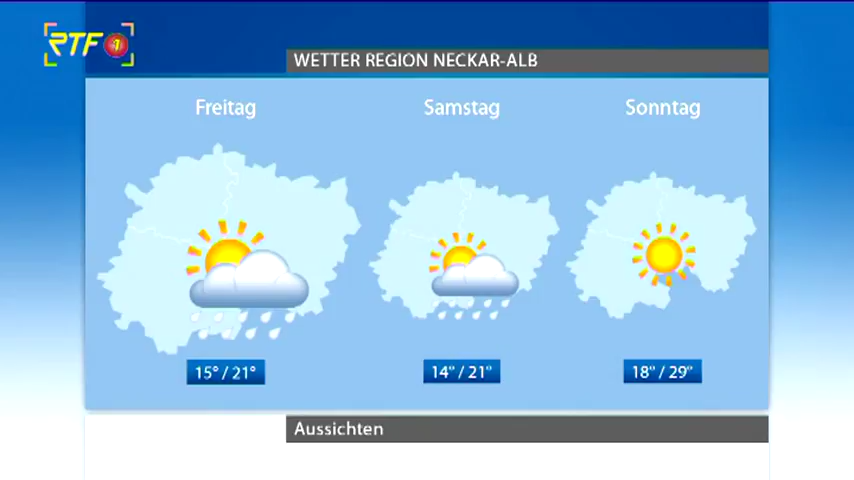 RTF 1
WETTER REGION NECKAR-ALB
Freitag
Samstag
Sonntag
15° / 21°
14° / 21°
18° / 29°
Aussichten